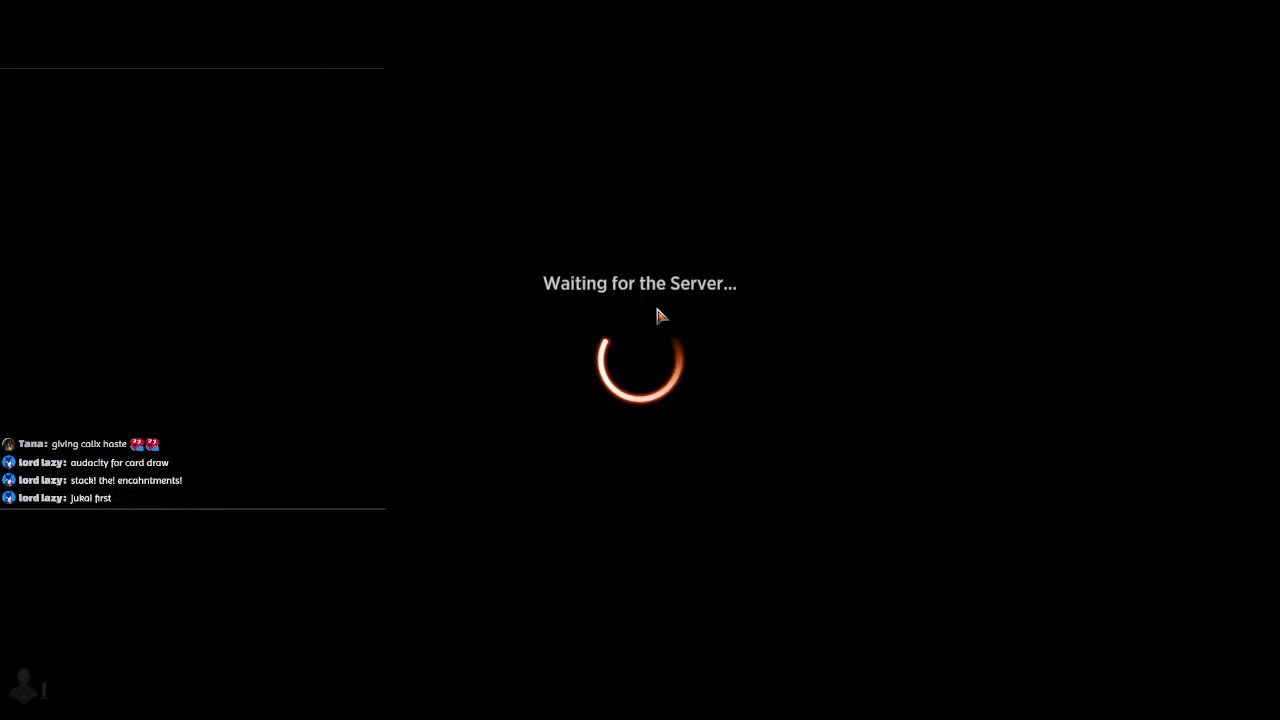 Waiting for the Server...
Tana: giving calix haste
lord lazy: audacity for card draw
lord lazy: stack! the! encahntments!
lord lazy: jukai first
1